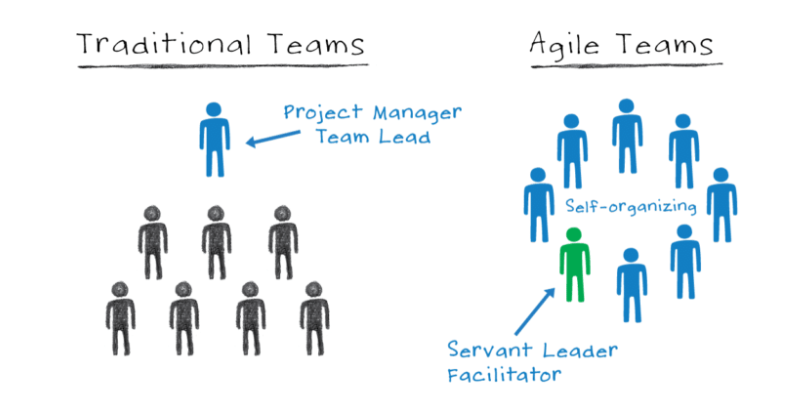 Traditional Teams
Project Manager
Team Lead
Agile Teams
Self-organizing
Servant Leader
Facilitator